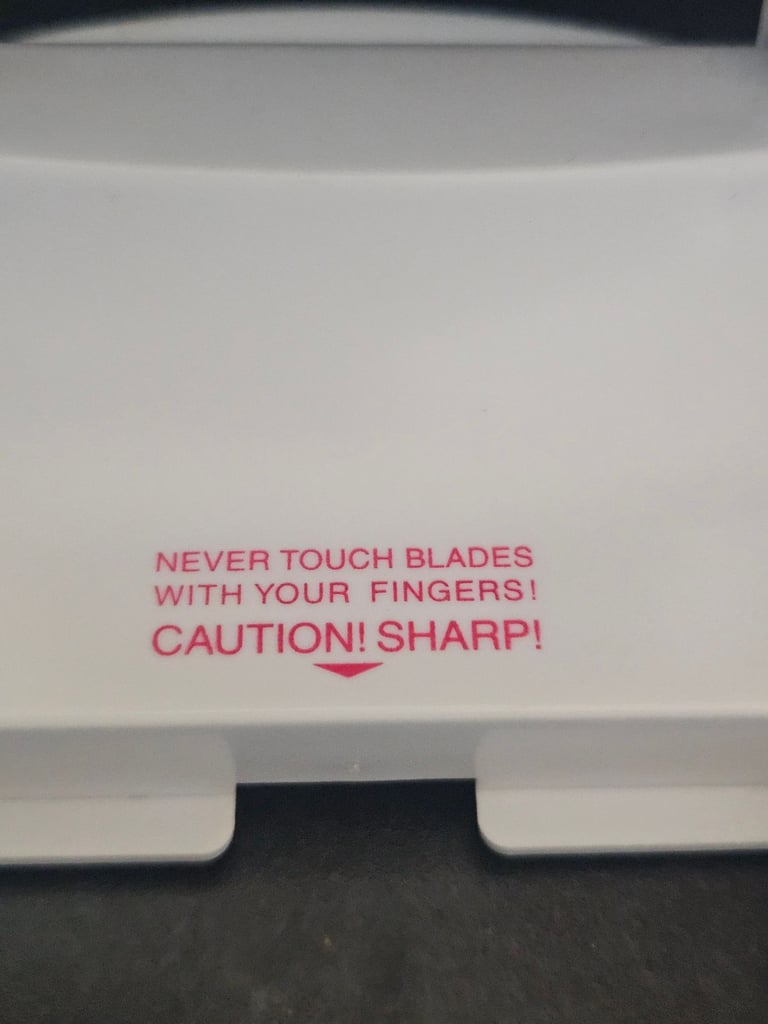 NEVER TOUCH BLADES
WITH YOUR FINGERS!
CAUTION! SHARP!